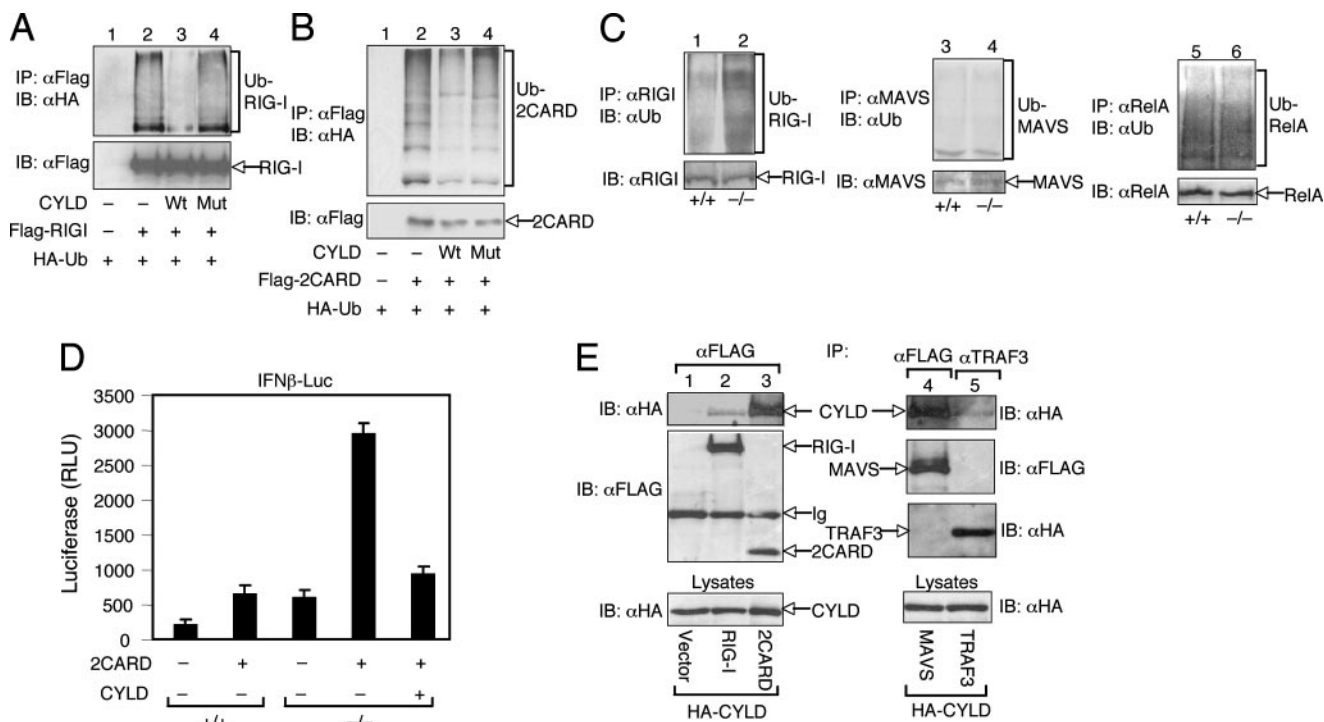 A
1 2 3 4
IP: αFlag
IB: αHA
Ub-
RIG-I
IB: αFlag
RIG-I
CYLD – – Wt Mut
Flag-RIGI – + + +
HA-Ub + + + +
B
1 2 3 4
IP: αFlag
IB: αHA
Ub-
2CARD
IB: αFlag
2CARD
CYLD – – Wt Mut
Flag-2CARD – + + +
HA-Ub + + + +
C
1 2
IP: αRIGI
IB: αUb
Ub-
RIG-I
IB: αRIGI
RIG-I
+/+ –/–
3 4
IP: αMAVS
IB: αUb
Ub-
MAVS
IB: αMAVS
MAVS
+/+ –/–
5 6
IP: αRelA
IB: αUb
Ub-
RelA
IB: αRelA
RelA
+/+ –/–
D
IFNβ-Luc
Luciferase (RLU)
3500
3000
2500
2000
1500
1000
500
0
2CARD – + – + +
CYLD – – – – +
+/+ –/–
E
αFLAG
IP:
αFLAG αTRAF3
1 2 3
4 5
IB: αHA
CYLD
IB: αHA
RIG-I
MAVS
IB: αFLAG
IB: αFLAG
Ig
TRAF3
IB: αHA
2CARD
Lysates
Lysates
IB: αHA
CYLD
IB: αHA
Vector
RIG-I
2CARD
MAVS
TRAF3
HA-CYLD
HA-CYLD